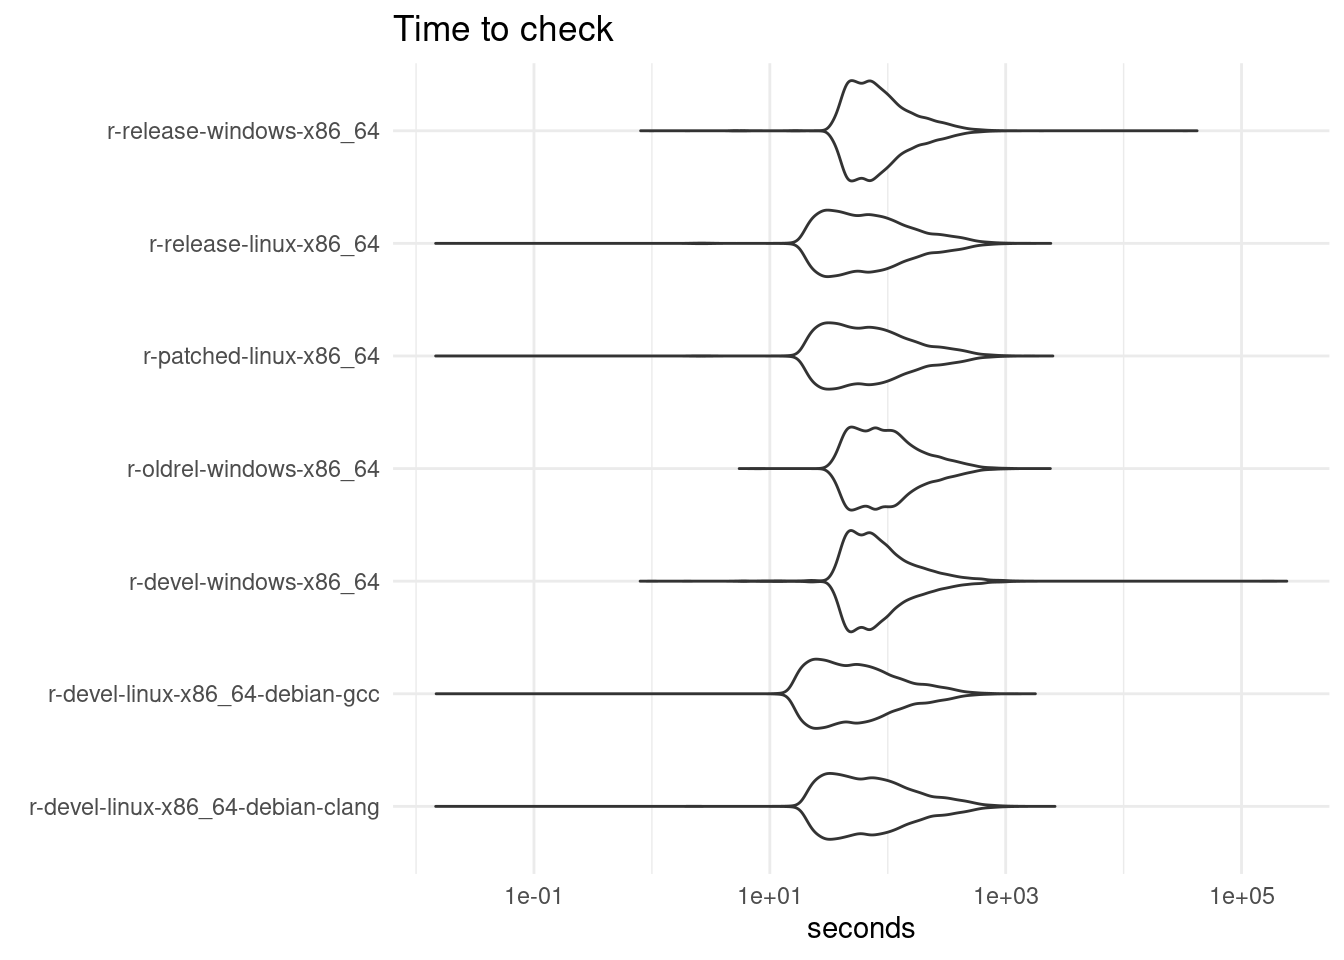 Time to check
r-release-windows-x86_64
r-release-linux-x86_64
r-patched-linux-x86_64
r-oldrel-windows-x86_64
r-devel-windows-x86_64
r-devel-linux-x86_64-debian-gcc
r-devel-linux-x86_64-debian-clang
1e-01 1e+01 1e+03 1e+05
seconds